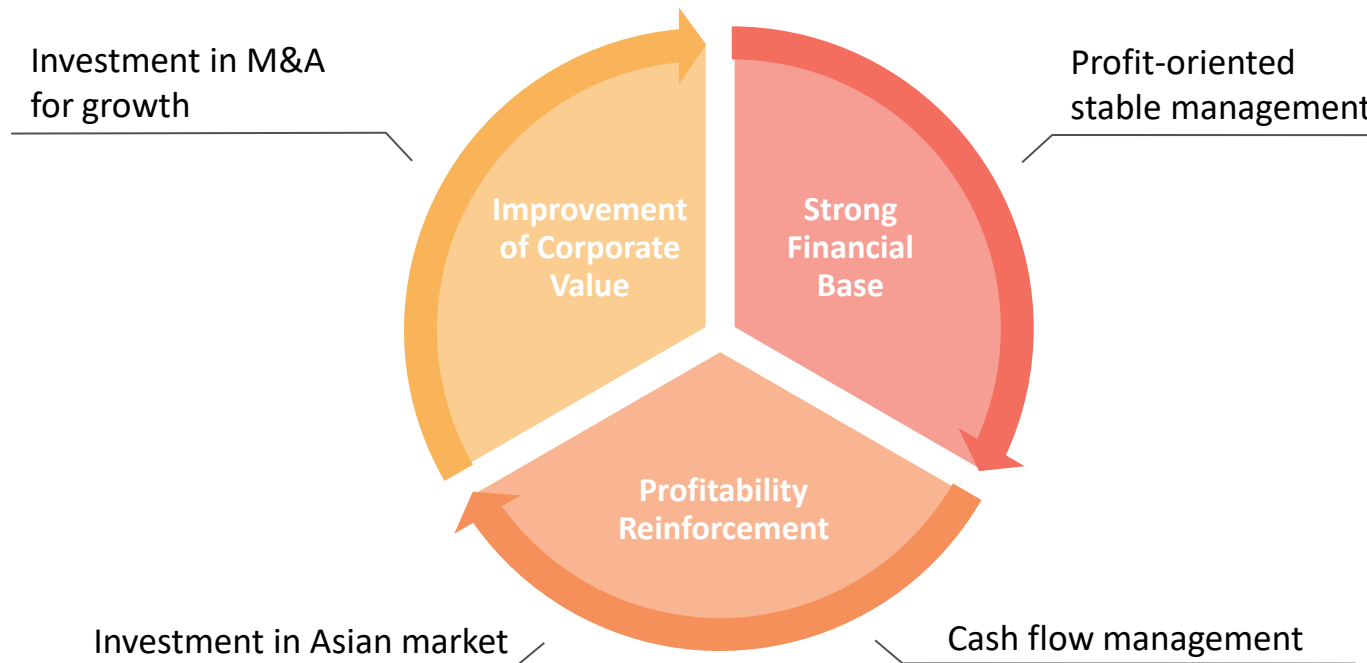 Investment in M&A
for growth
Profit-oriented
stable management
Improvement
of Corporate
Value
Strong
Financial
Base
Profitability
Reinforcement
Investment in Asian market
Cash flow management